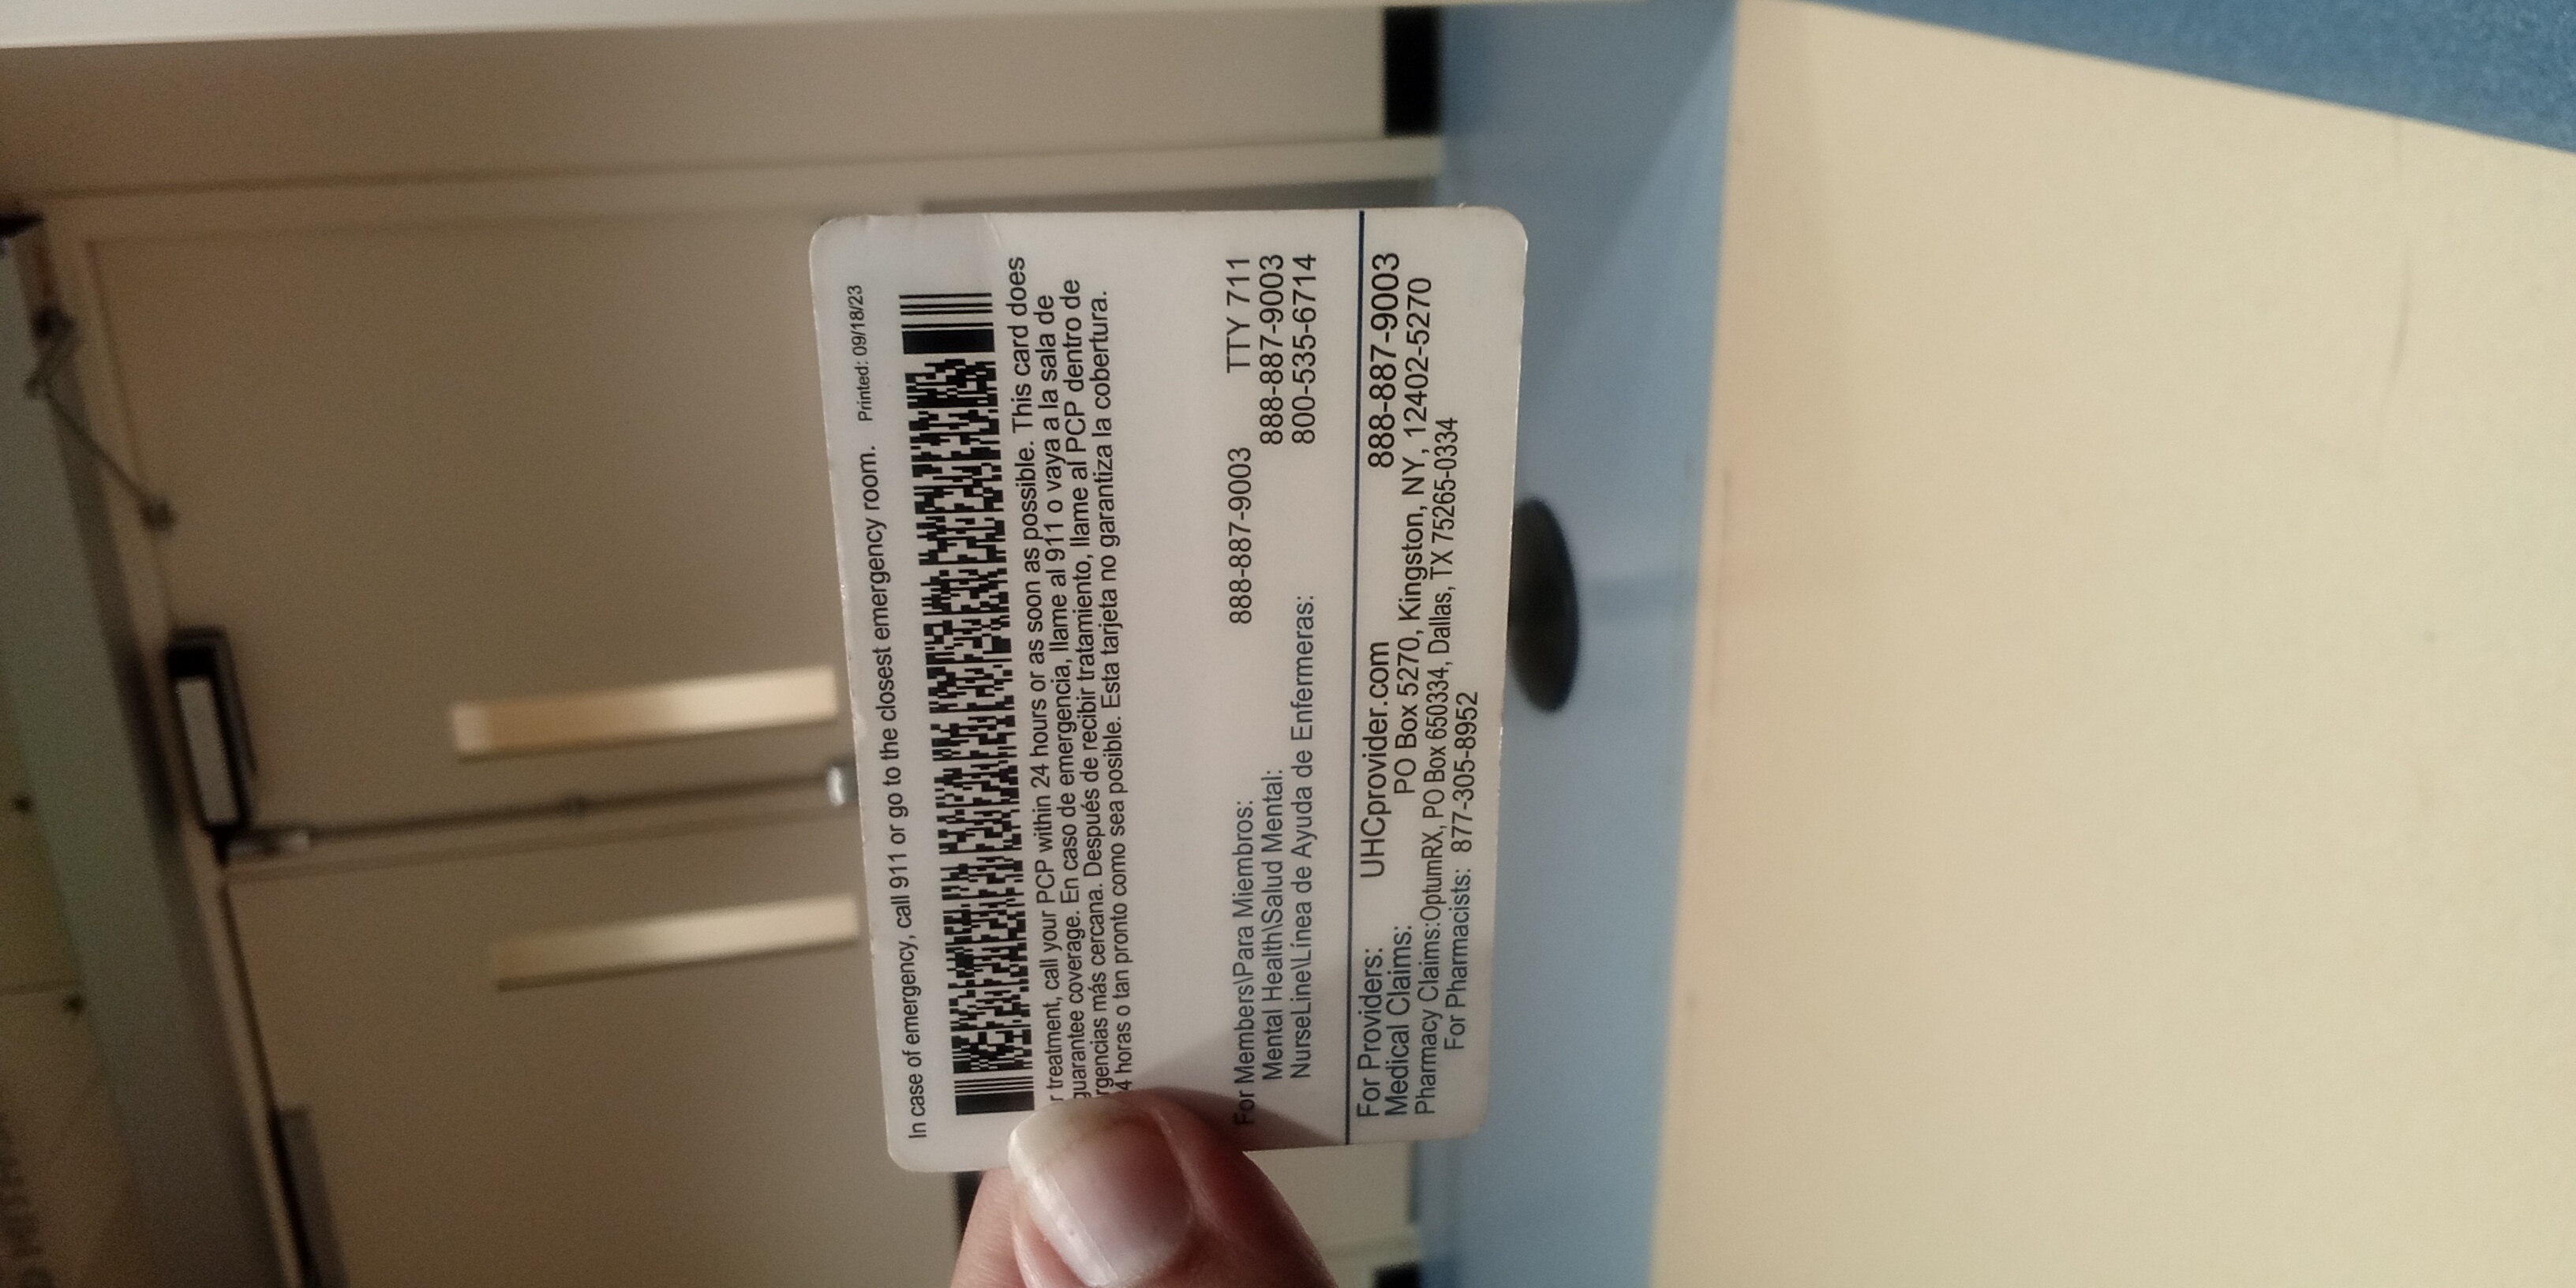 In case of emergency, call 911 or go to the closest emergency room. Printed: 09/18/23
treatment, call your PCP within 24 hours or as soon as possible. This card does
guarantee coverage. En caso de emergencia, llame al 911 o vaya a la sala de
más cercana. Después de recibir tratamiento, llame al PCP dentro de
horas o tan pronto como sea posible. Esta tarjeta no garantiza la cobertura.
For Members\Para Miembros: 888-887-9003 TTY 711
Mental Health\Salud Mental: 888-887-9003
NurseLine\Línea de Ayuda de Enfermeras: 800-535-6714
For Providers: UHCprovider.com 888-887-9003
Medical Claims: PO Box 5270, Kingston, NY, 12402-5270
Pharmacy Claims:OptumRX, PO Box 650334, Dallas, TX 75265-0334
For Pharmacists: 877-305-8952